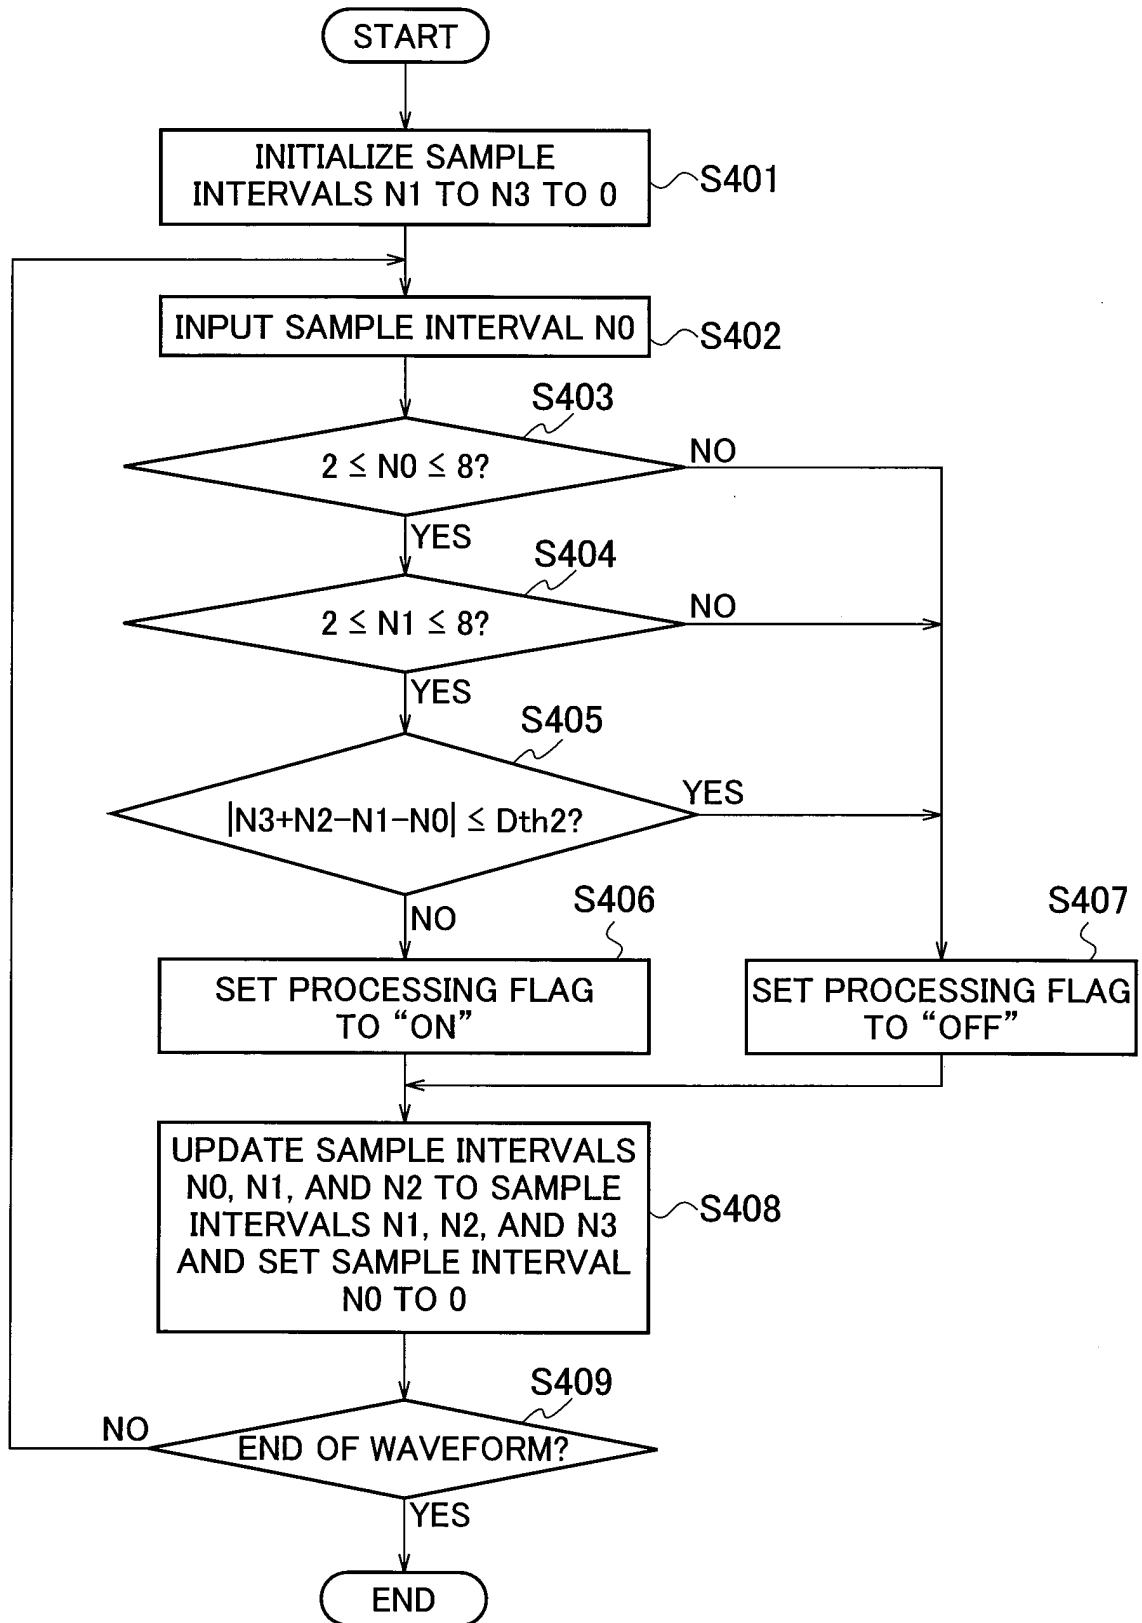 START
INITIALIZE SAMPLE
INTERVALS N1 TO N3 TO 0
S401
INPUT SAMPLE INTERVAL N0
S402
S403
2 ≤ N0 ≤ 8?
NO
YES
S404
2 ≤ N1 ≤ 8?
NO
YES
S405
|N3+N2−N1−N0| ≤ Dth2?
YES
NO
S406
SET PROCESSING FLAG
TO “ON”
S407
SET PROCESSING FLAG
TO “OFF”
UPDATE SAMPLE INTERVALS
N0, N1, AND N2 TO SAMPLE
INTERVALS N1, N2, AND N3
AND SET SAMPLE INTERVAL
N0 TO 0
S408
S409
END OF WAVEFORM?
NO
YES
END